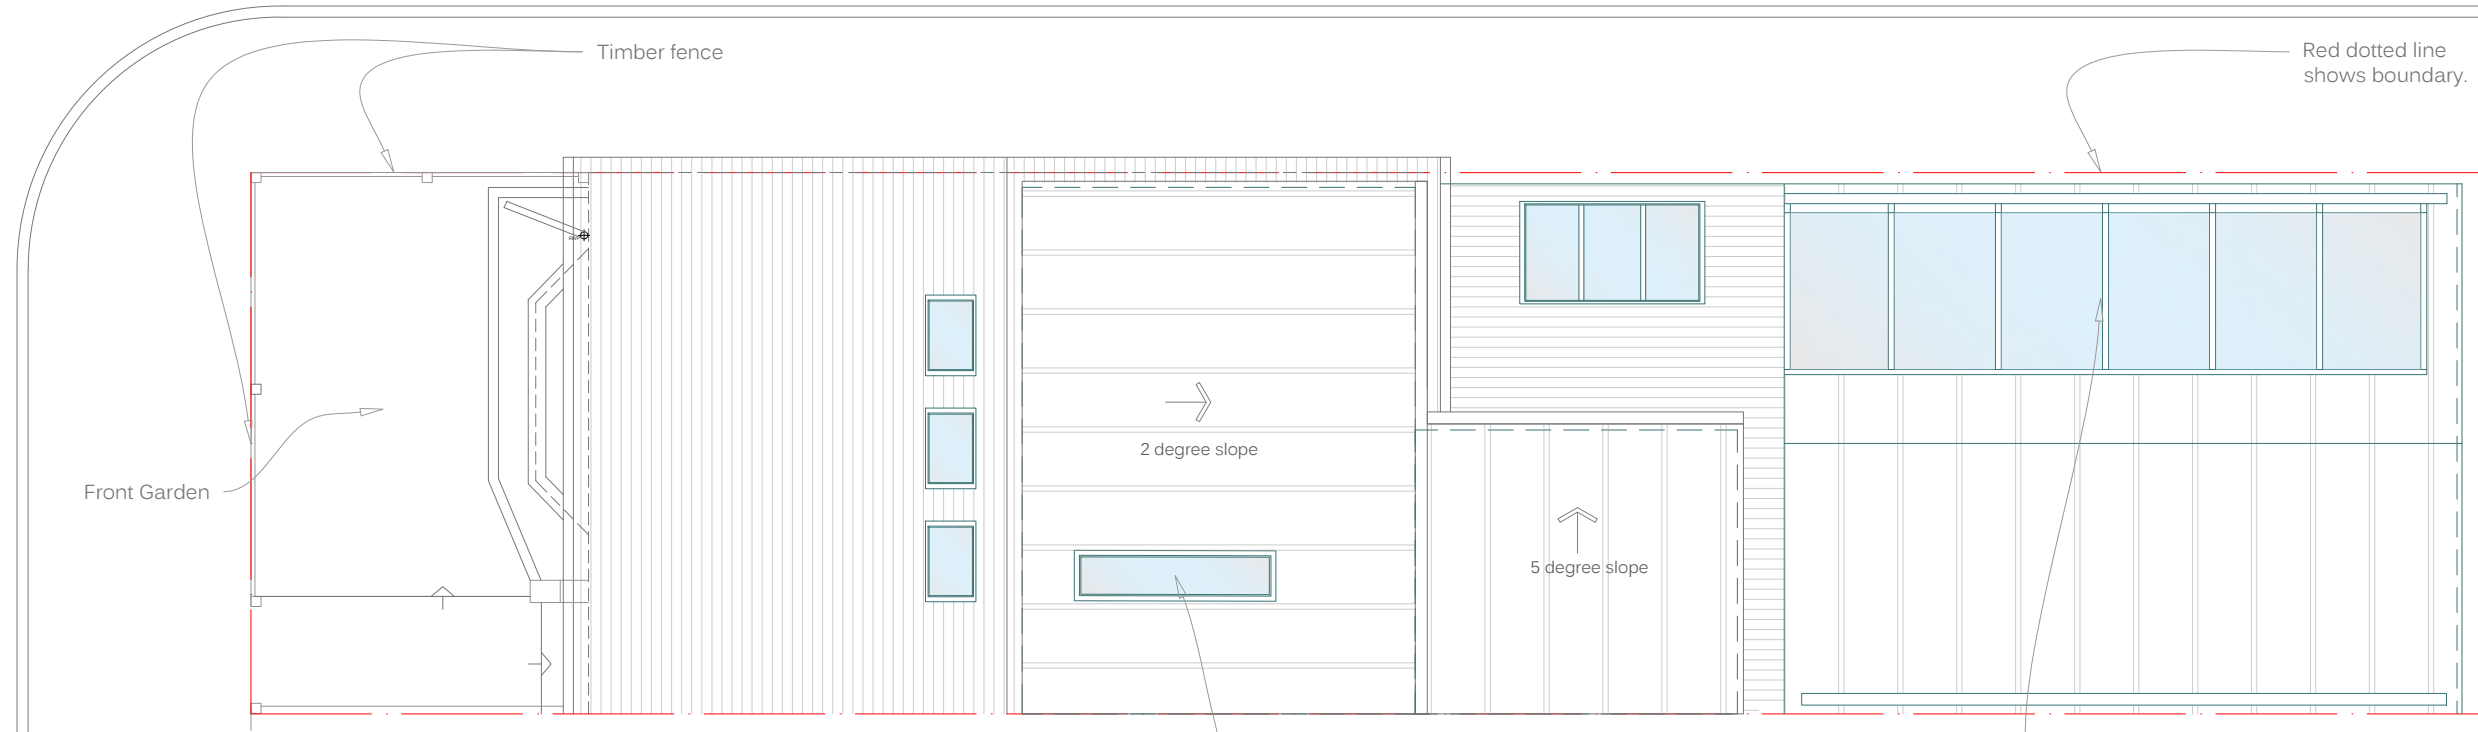 Timber fence
Red dotted line
shows boundary.
2 degree slope
Front Garden
5 degree slope